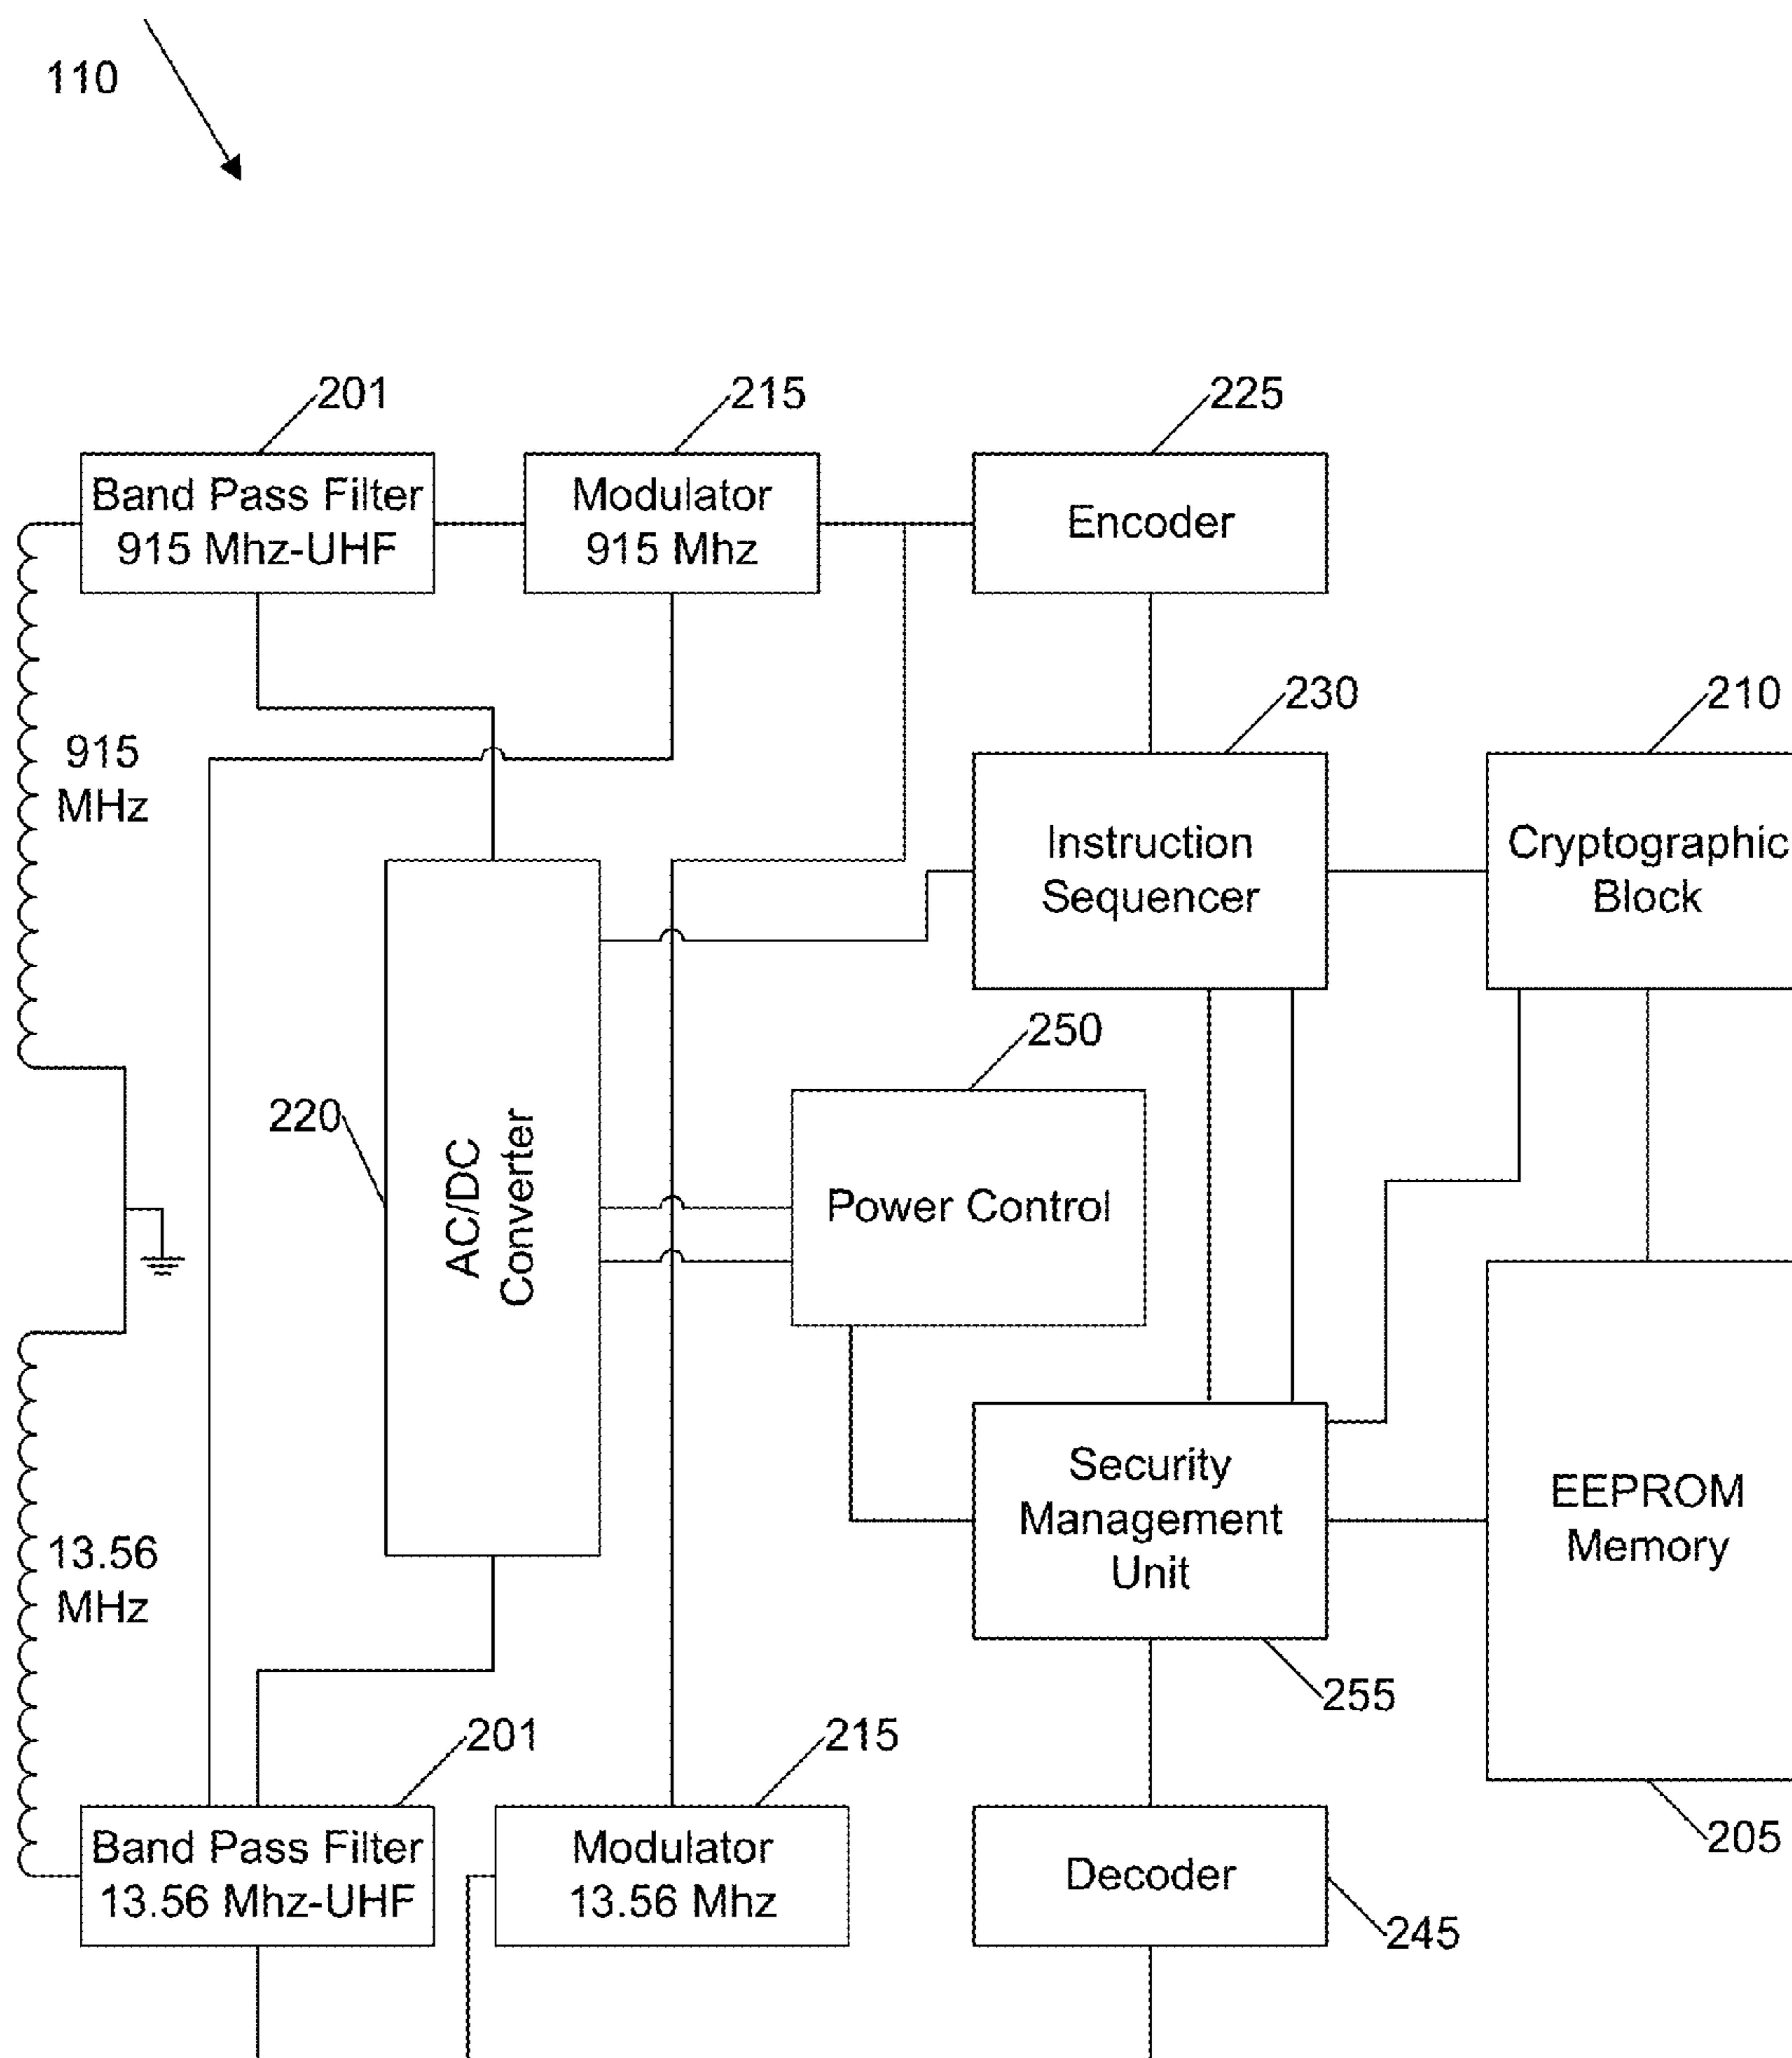 110
201
215
225
Band Pass Filter
915 Mhz-UHF
Modulator
915 Mhz
Encoder
230
210
915
MHz
Instruction
Sequencer
Cryptographic
Block
250
220
AC/DC
Converter
Power Control
Security
Management
Unit
EEPROM
Memory
13.56
MHz
255
201
215
205
Band Pass Filter
13.56 Mhz-UHF
Modulator
13.56 Mhz
Decoder
245